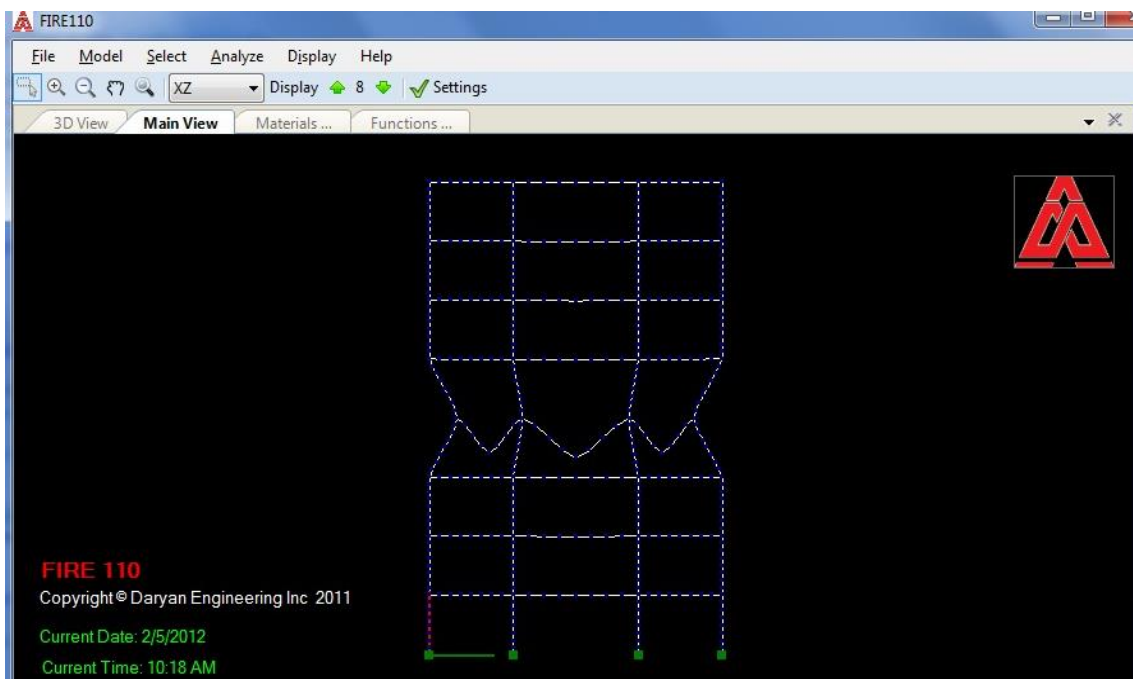 FIRE110
File Model Select Analyze Display Help
XZ Display 8 Settings
3D View Main View Materials ... Functions ...
FIRE 110
Copyright © Daryan Engineering Inc 2011
Current Date: 2/5/2012
Current Time: 10:18 AM